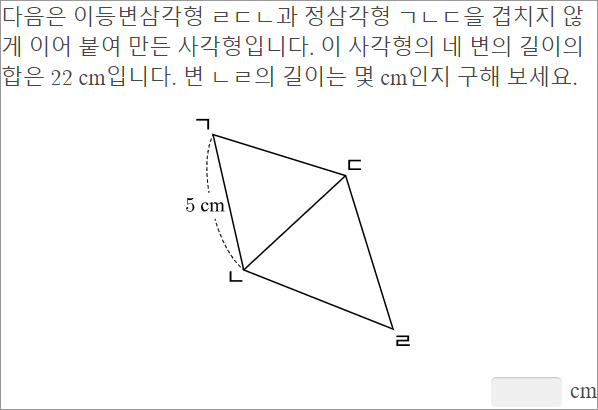 다음은 이등변삼각형 ㄹㄷㄴ과 정삼각형 ㄱㄴㄷ을 겹치지 않
게 이어 붙여 만든 사각형입니다. 이 사각형의 네 변의 길이의
합은 22 cm입니다. 변 ㄴㄹ의 길이는 몇 cm인지 구해 보세요.
ㄱ
ㄷ
5 cm
ㄴ
ㄹ
cm